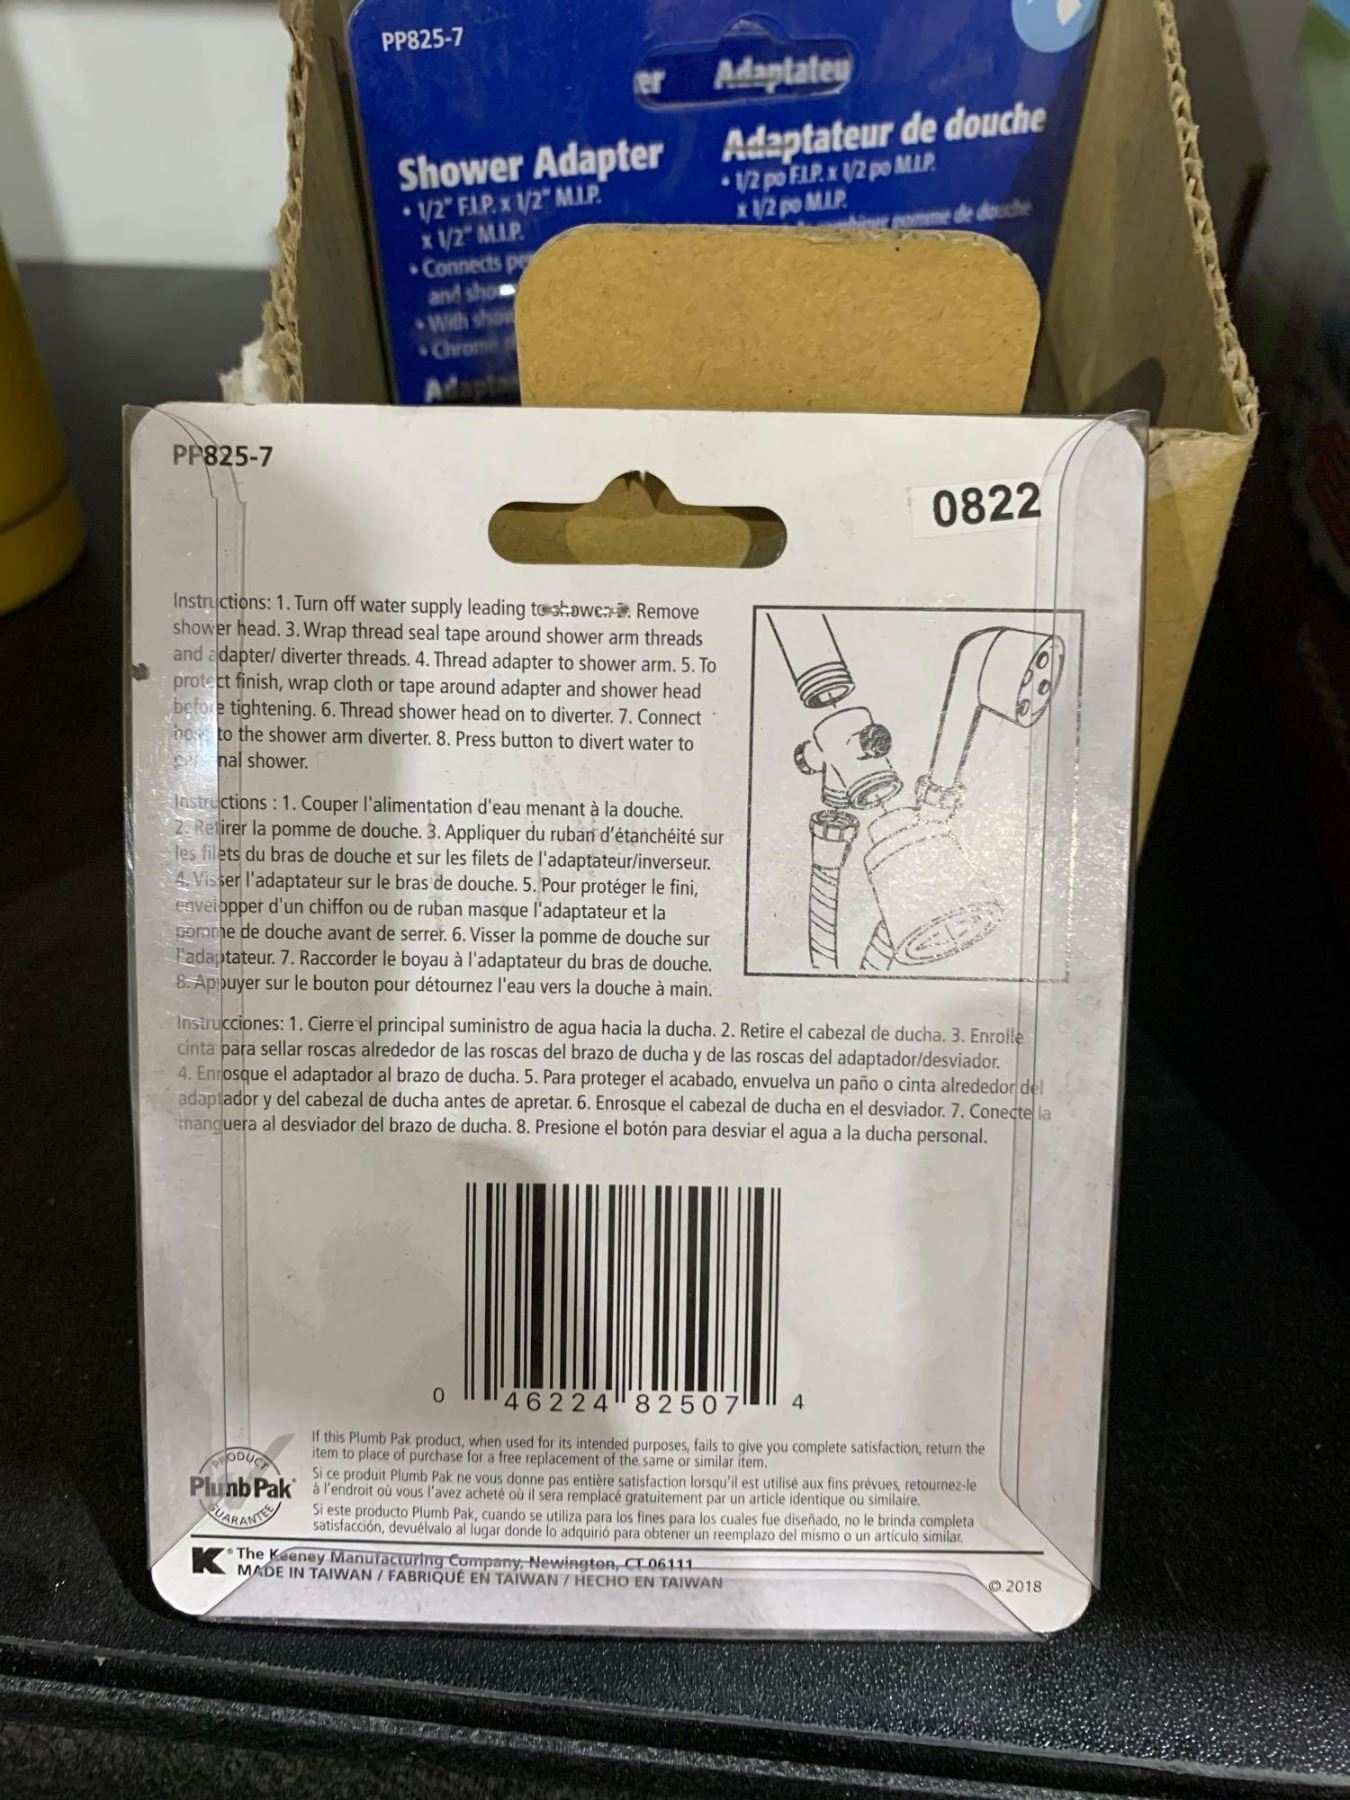 PP825-7
er Adaptateu
Shower Adapter
• 1/2" F.I.P. x 1/2" M.I.P.
x 1/2" M.I.P.
• Connects
and
• With
• Chrome
Adaptateur de douche
• 1/2 po F.I.P. x 1/2 po M.I.P.
x 1/2 po M.I.P.
pomme de douche
PP825-7
0822
Instructions: 1. Turn off water supply leading to shower 2. Remove
shower head. 3. Wrap thread seal tape around shower arm threads
and adapter/ diverter threads. 4. Thread adapter to shower arm. 5. To
protect finish, wrap cloth or tape around adapter and shower head
before tightening. 6. Thread shower head on to diverter. 7. Connect
hose to the shower arm diverter. 8. Press button to divert water to
personal shower.
Instructions : 1. Couper l'alimentation d'eau menant à la douche.
2. Retirer la pomme de douche. 3. Appliquer du ruban d'étanchéité sur
les filets du bras de douche et sur les filets de l'adaptateur/inverseur.
4. Visser l'adaptateur sur le bras de douche. 5. Pour protéger le fini,
envelopper d'un chiffon ou de ruban masque l'adaptateur et la
pomme de douche avant de serrer. 6. Visser la pomme de douche sur
l'adaptateur. 7. Raccorder le boyau à l'adaptateur du bras de douche.
8. Appuyer sur le bouton pour détournez l'eau vers la douche à main.
Instrucciones: 1. Cierre el principal suministro de agua hacia la ducha. 2. Retire el cabezal de ducha. 3. Enrolle
cinta para sellar roscas alrededor de las roscas del brazo de ducha y de las roscas del adaptador/desviador.
4. Enrosque el adaptador al brazo de ducha. 5. Para proteger el acabado, envuelva un paño o cinta alrededor del
adaptador y del cabezal de ducha antes de apretar. 6. Enrosque el cabezal de ducha en el desviador. 7. Conecte la
manguera al desviador del brazo de ducha. 8. Presione el botón para desviar el agua a la ducha personal.
0 46224 82507 4
PRODUCT
Plumb Pak
GUARANTEE
If this Plumb Pak product, when used for its intended purposes, fails to give you complete satisfaction, return the
item to place of purchase for a free replacement of the same or similar item.
Si ce produit Plumb Pak ne vous donne pas entière satisfaction lorsqu'il est utilisé aux fins prévues, retournez-le
à l'endroit où vous l'avez acheté où il sera remplacé gratuitement par un article identique ou similaire.
Si este producto Plumb Pak, cuando se utiliza para los fines para los cuales fue diseñado, no le brinda completa
satisfacción, devuélvalo al lugar donde lo adquirió para obtener un reemplazo del mismo o un artículo similar.
K® The Keeney Manufacturing Company, Newington, CT 06111
MADE IN TAIWAN / FABRIQUÉ EN TAIWAN / HECHO EN TAIWAN
© 2018